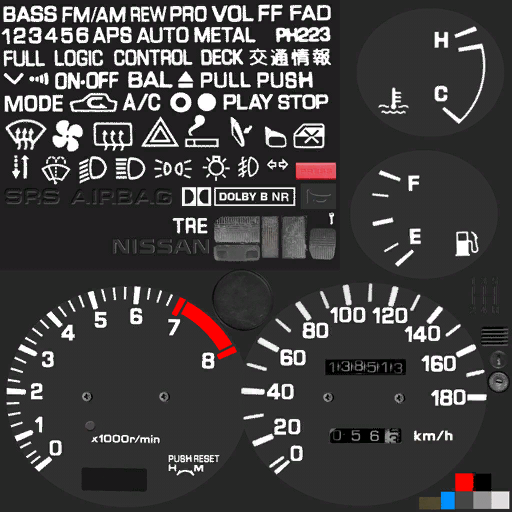 BASS FM/AM REW PRO VOL FF FAD
123456 APS AUTO METAL PH223
FULL LOGIC CONTROL DECK 交通情報
ON·OFF BAL PULL PUSH
MODE A/C PLAY STOP
SRS AIRBAG DOLBY B NR
TRE
NISSAN
H
C
F
E
0 1 2 3 4 5 6 7 8
x1000r/min
PUSH RESET
H M
0 20 40 60 80 100 120 140 160 180
138513
0562
km/h